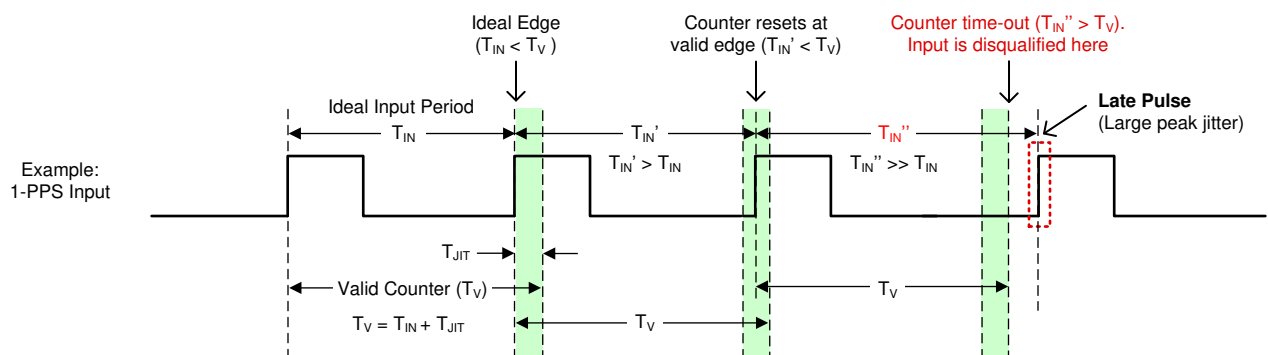 Ideal Edge
(T_IN < T_V )
Counter resets at
valid edge (T_IN' < T_V)
Counter time-out (T_IN'' > T_V).
Input is disqualified here
Ideal Input Period
T_IN
T_IN'
T_IN''
Late Pulse
(Large peak jitter)
Example:
1-PPS Input
T_IN' > T_IN
T_IN'' >> T_IN
T_JIT
Valid Counter (T_V)
T_V
T_V = T_IN + T_JIT
T_V